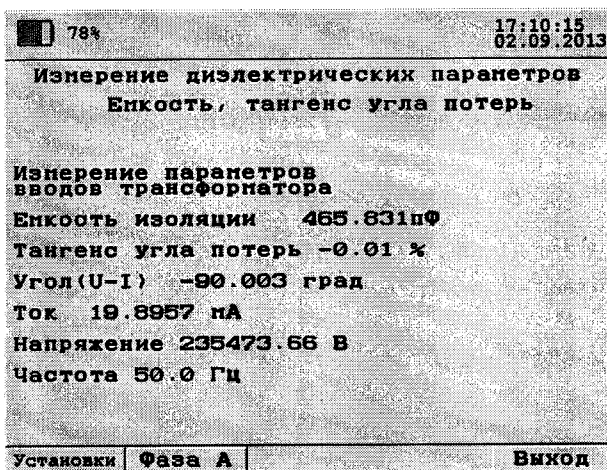 78%
17:10:15
02.09.2013
Измерение диэлектрических параметров
Емкость, тангенс угла потерь
Измерение параметров
вводов трансформатора
Емкость изоляции 465.831пФ
Тангенс угла потерь -0.01 %
Угол(U-I) -90.003 град
Ток 19.8957 мА
Напряжение 235473.66 В
Частота 50.0 Гц
Установки Фаза А Выход